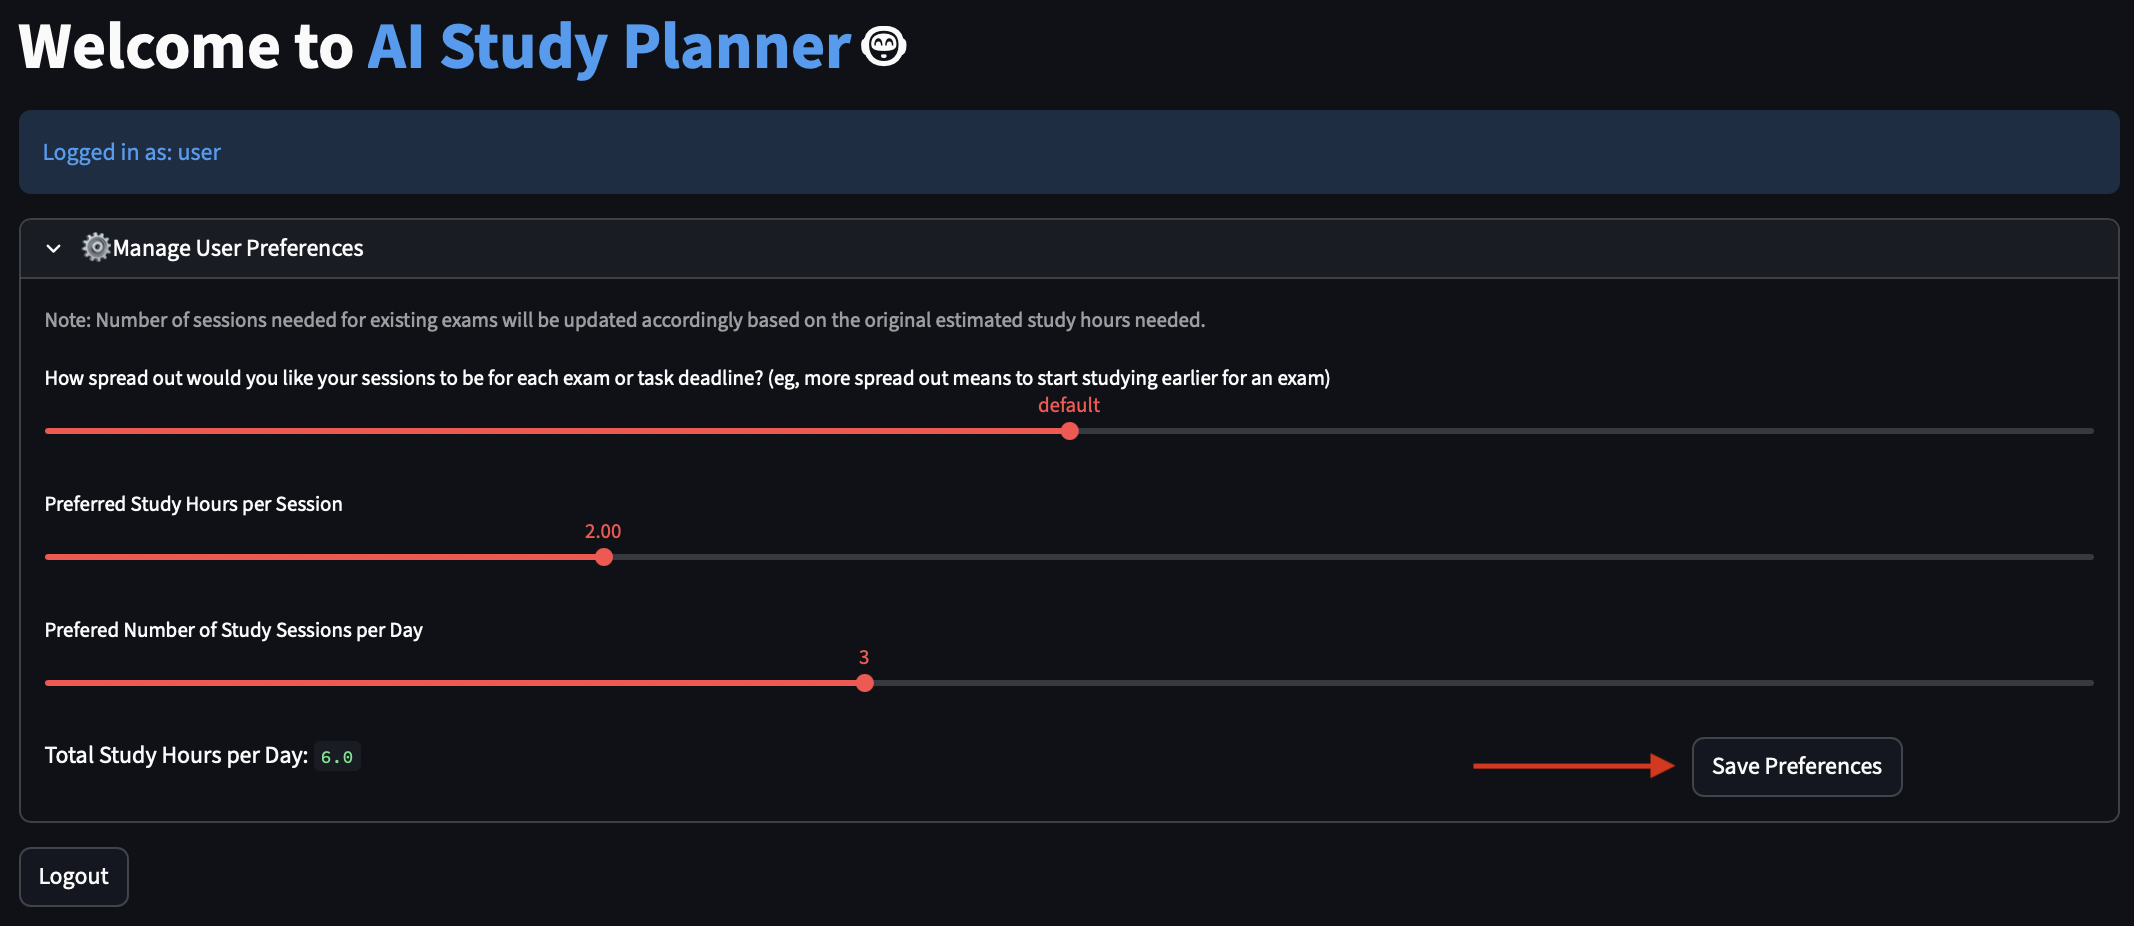 Welcome to AI Study Planner
Logged in as: user
Manage User Preferences
Note: Number of sessions needed for existing exams will be updated accordingly based on the original estimated study hours needed.
How spread out would you like your sessions to be for each exam or task deadline? (eg, more spread out means to start studying earlier for an exam)
default
Preferred Study Hours per Session
2.00
Prefered Number of Study Sessions per Day
3
Total Study Hours per Day: 6.0
Save Preferences
Logout